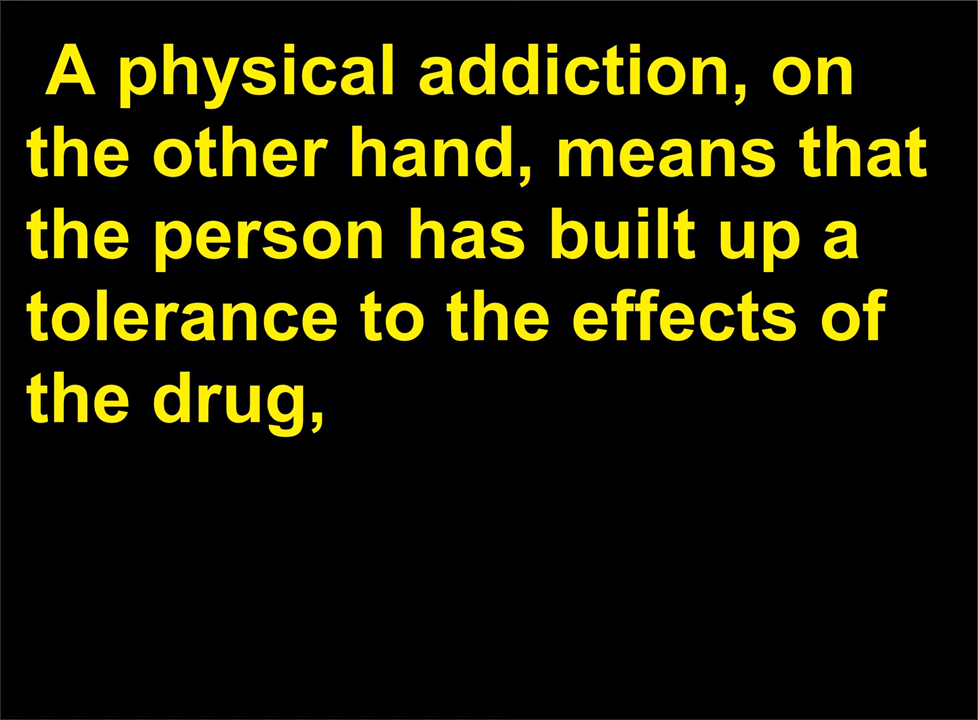 A physical addiction, on
the other hand, means that
the person has built up a
tolerance to the effects of
the drug,